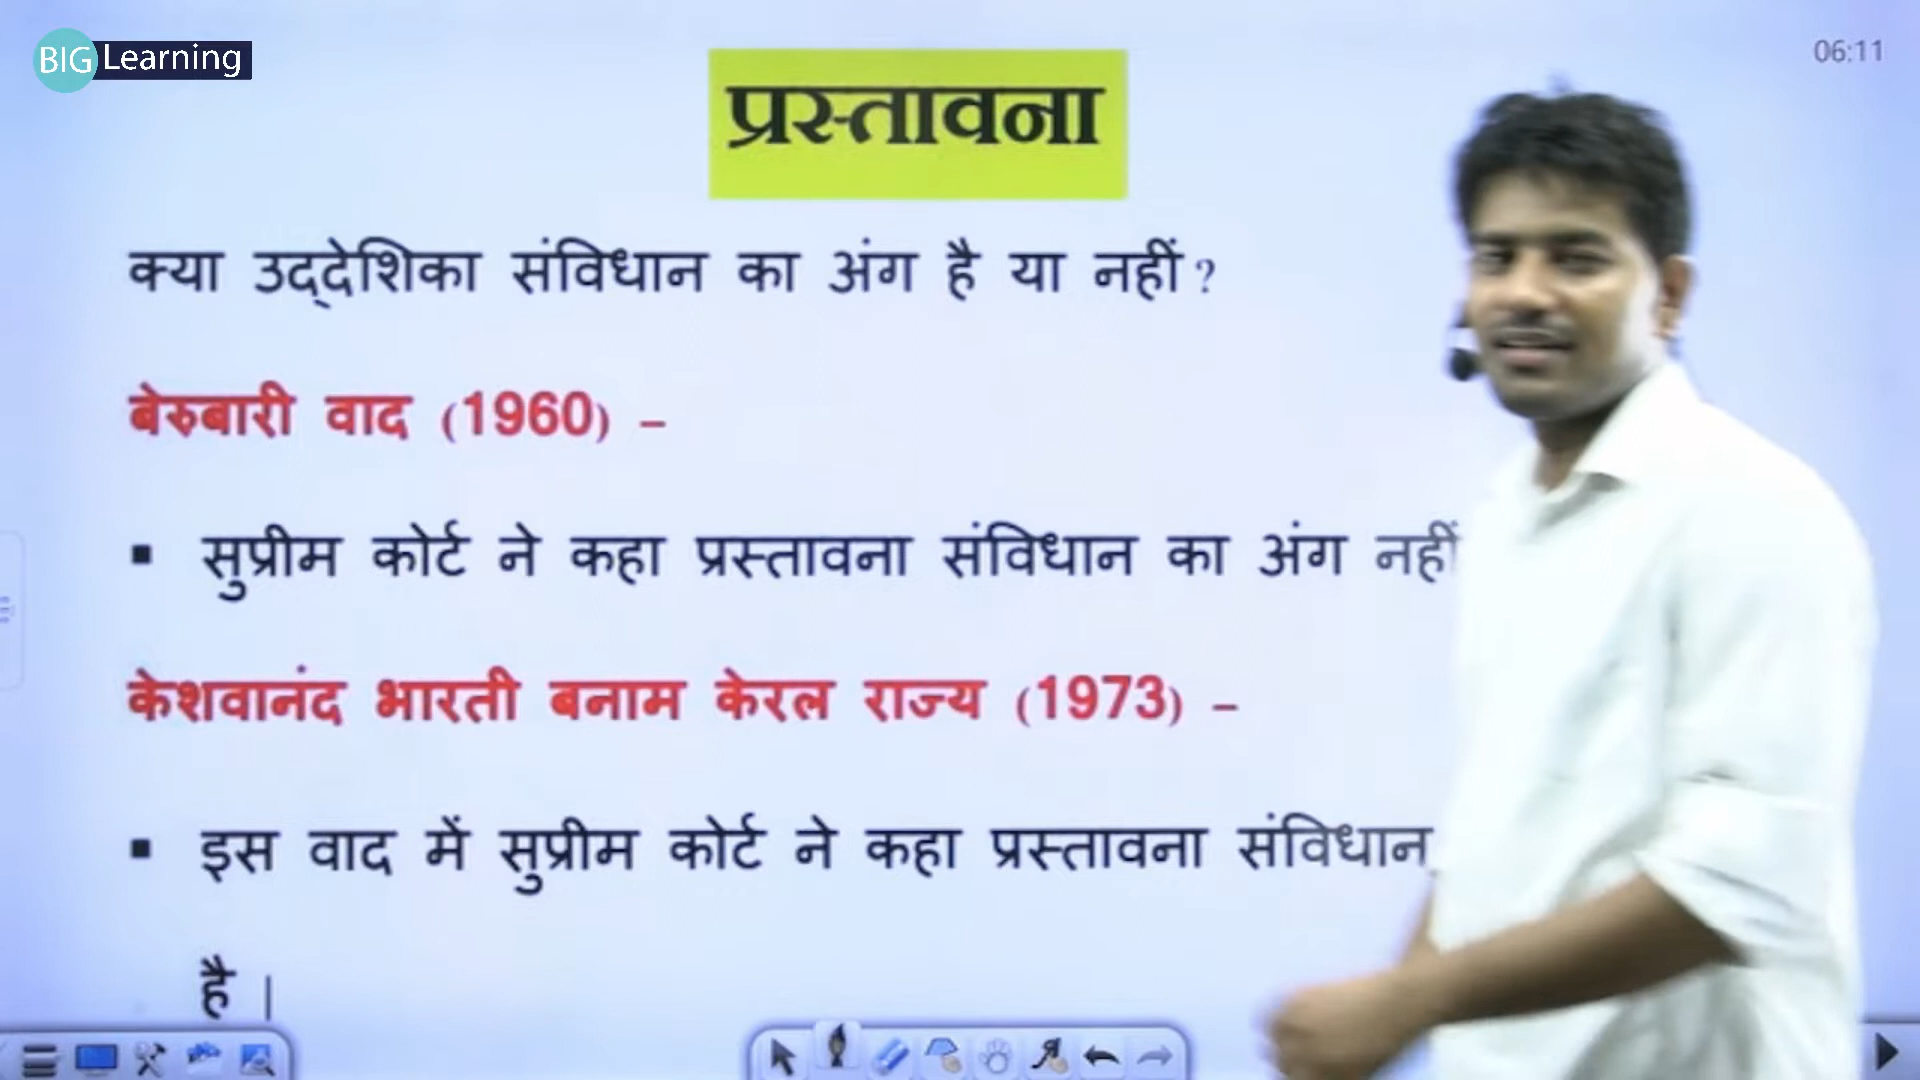 BIG Learning
06:11
प्रस्तावना
क्या उद्देशिका संविधान का अंग है या नहीं ?
बेरुबारी वाद (1960) –
▪ सुप्रीम कोर्ट ने कहा प्रस्तावना संविधान का अंग नहीं
केशवानंद भारती बनाम केरल राज्य (1973) –
▪ इस वाद में सुप्रीम कोर्ट ने कहा प्रस्तावना संविधान
है |